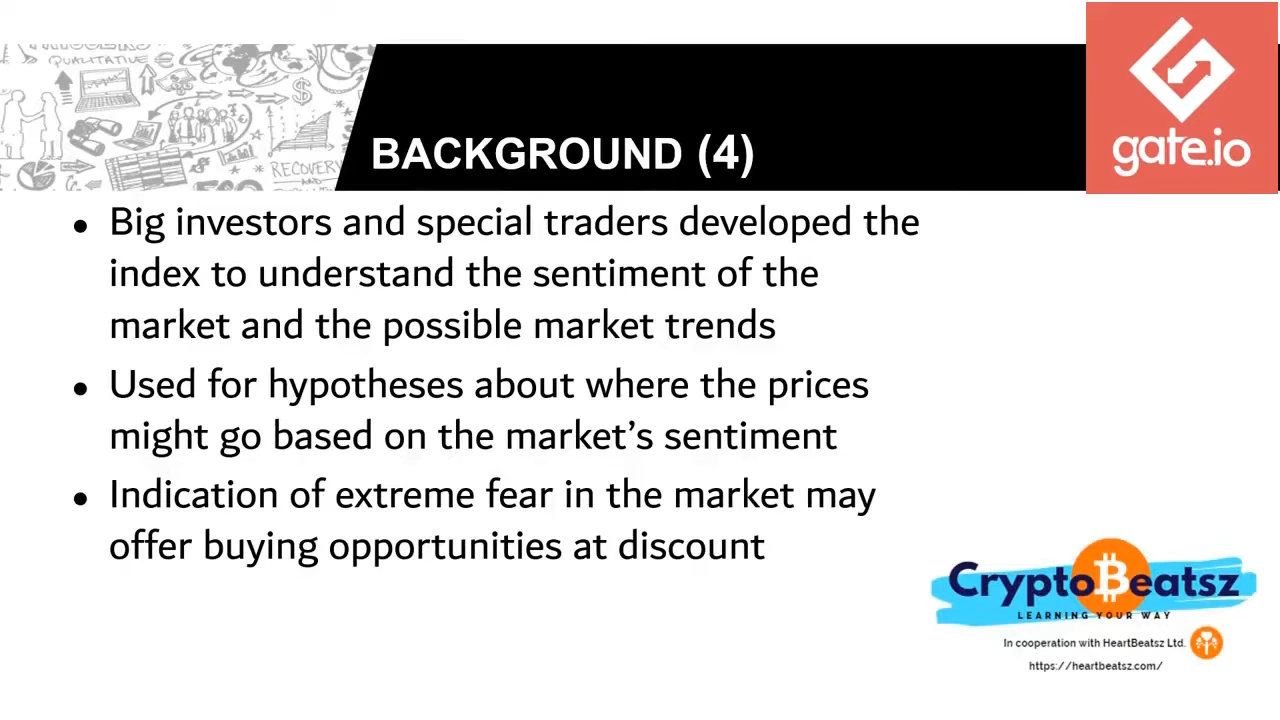 QUALITATIVE
RECOVERY
BACKGROUND (4)
gate.io
• Big investors and special traders developed the
index to understand the sentiment of the
market and the possible market trends
• Used for hypotheses about where the prices
might go based on the market’s sentiment
• Indication of extreme fear in the market may
offer buying opportunities at discount
CryptoBeatsz
LEARNING YOUR WAY
In cooperation with HeartBeatsz Ltd.
https://heartbeatsz.com/